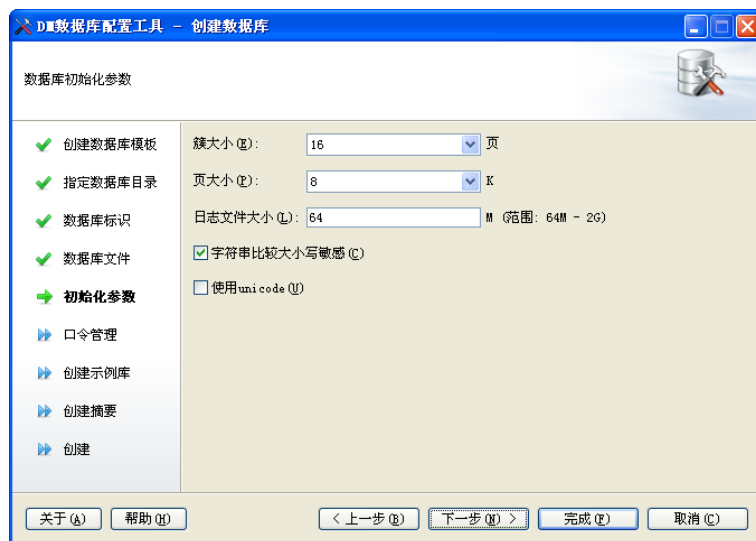 DM数据库配置工具 - 创建数据库
数据库初始化参数
创建数据库模板
指定数据库目录
数据库标识
数据库文件
初始化参数
口令管理
创建示例库
创建摘要
创建
簇大小(E): 16 页
页大小(P): 8 K
日志文件大小(L): 64 M (范围: 64M - 2G)
字符串比较大小写敏感(C)
使用unicode(U)
关于(A) 帮助(H) < 上一步(B) 下一步(N) > 完成(F) 取消(C)